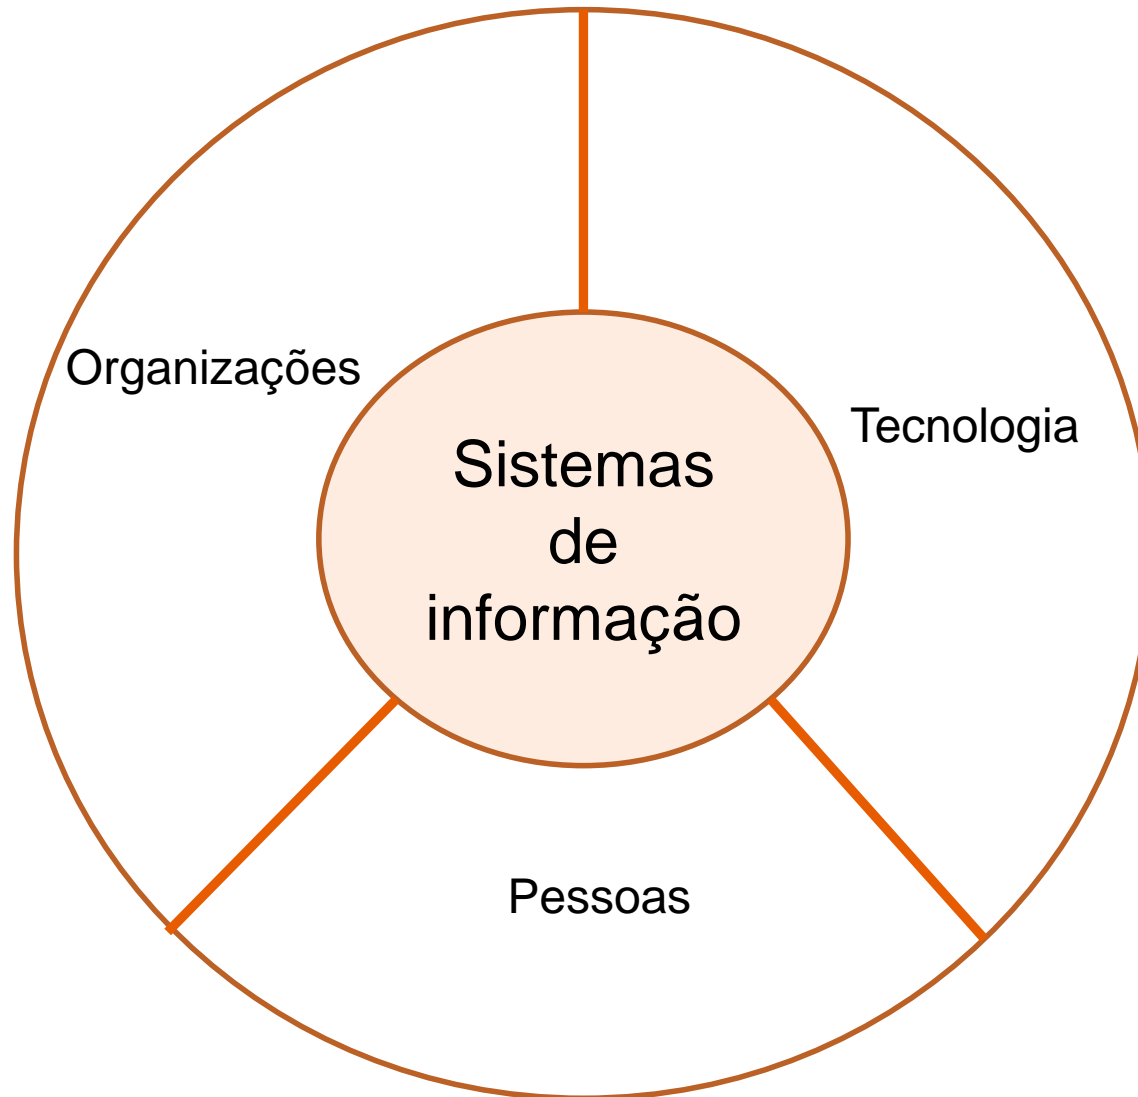 Organizações
Tecnologia
Sistemas
de
informação
Pessoas